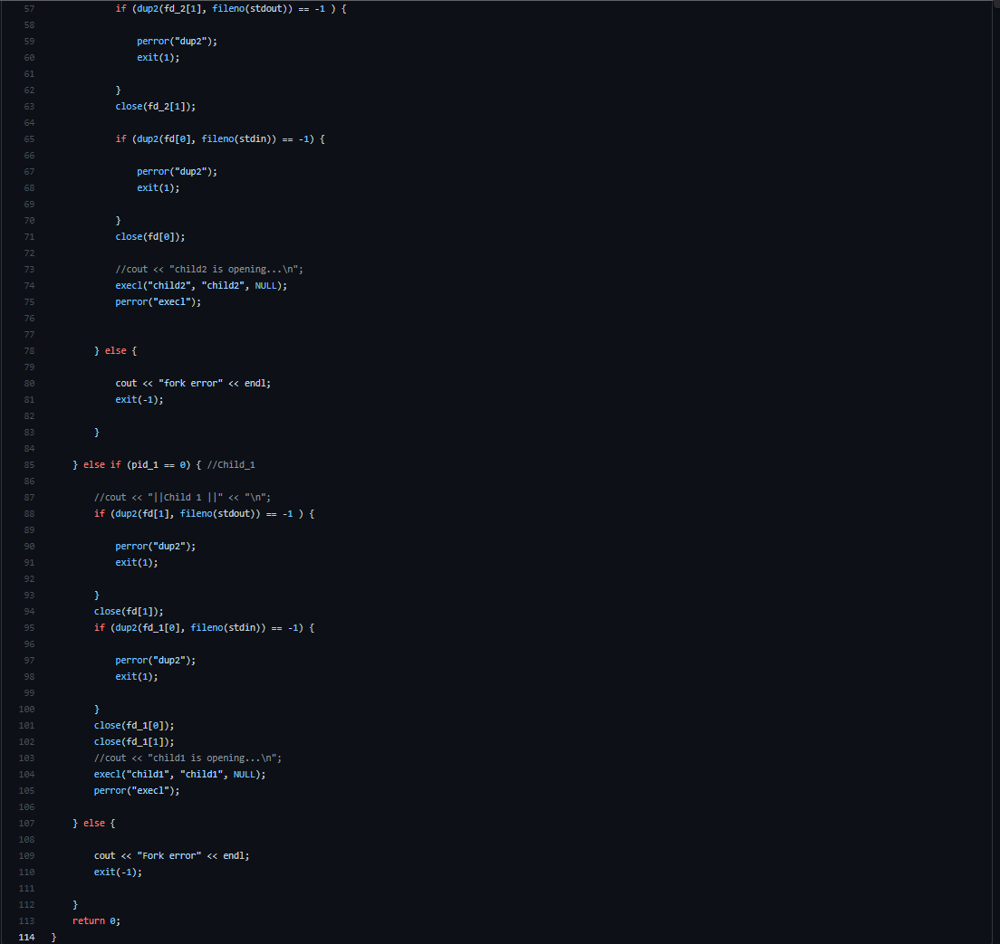 57 if (dup2(fd_2[1], fileno(stdout)) == -1 ) {
58
59 perror("dup2");
60 exit(1);
61
62 }
63 close(fd_2[1]);
64
65 if (dup2(fd[0], fileno(stdin)) == -1) {
66
67 perror("dup2");
68 exit(1);
69
70 }
71 close(fd[0]);
72
73 //cout << "child2 is opening...\n";
74 execl("child2", "child2", NULL);
75 perror("execl");
76
77
78 } else {
79
80 cout << "fork error" << endl;
81 exit(-1);
82
83 }
84
85 } else if (pid_1 == 0) { //Child_1
86
87 //cout << "||Child 1 ||" << "\n";
88 if (dup2(fd[1], fileno(stdout)) == -1 ) {
89
90 perror("dup2");
91 exit(1);
92
93 }
94 close(fd[1]);
95 if (dup2(fd_1[0], fileno(stdin)) == -1) {
96
97 perror("dup2");
98 exit(1);
99
100 }
101 close(fd_1[0]);
102 close(fd_1[1]);
103 //cout << "child1 is opening...\n";
104 execl("child1", "child1", NULL);
105 perror("execl");
106
107 } else {
108
109 cout << "Fork error" << endl;
110 exit(-1);
111
112 }
113 return 0;
114 }